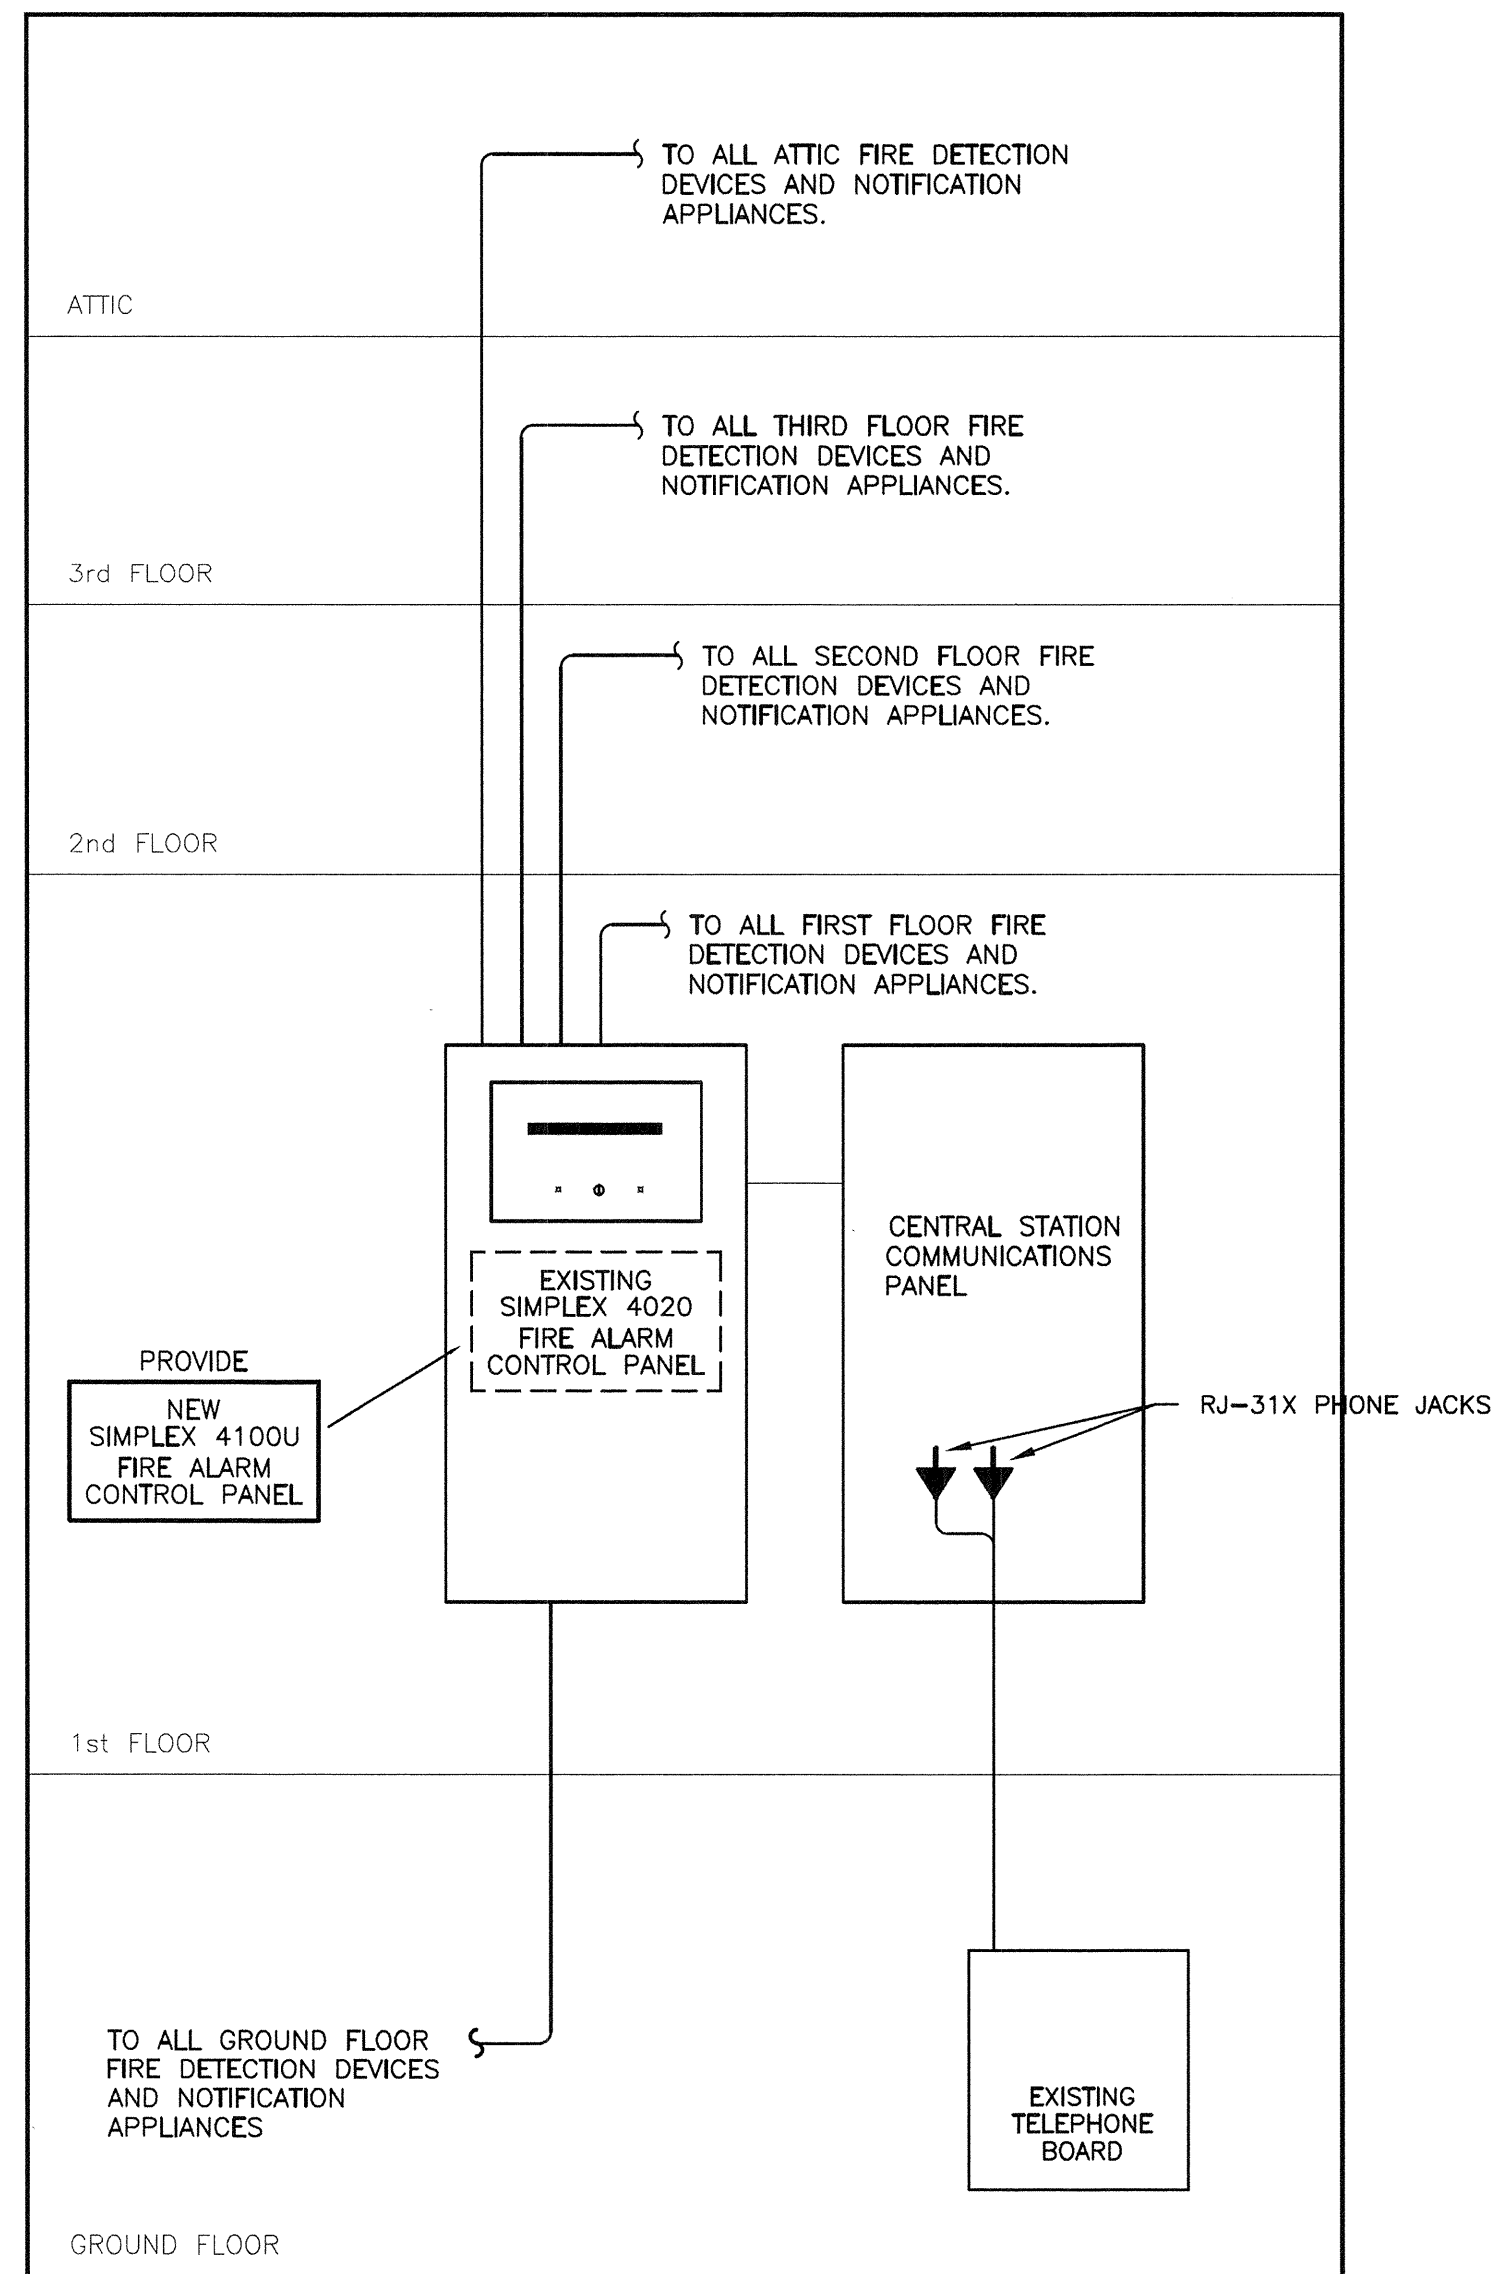 TO ALL ATTIC FIRE DETECTION
DEVICES AND NOTIFICATION
APPLIANCES.
ATTIC
TO ALL THIRD FLOOR FIRE
DETECTION DEVICES AND
NOTIFICATION APPLIANCES.
3rd FLOOR
TO ALL SECOND FLOOR FIRE
DETECTION DEVICES AND
NOTIFICATION APPLIANCES.
2nd FLOOR
TO ALL FIRST FLOOR FIRE
DETECTION DEVICES AND
NOTIFICATION APPLIANCES.
CENTRAL STATION
COMMUNICATIONS
PANEL
EXISTING
SIMPLEX 4020
FIRE ALARM
CONTROL PANEL
PROVIDE
NEW
SIMPLEX 4100U
FIRE ALARM
CONTROL PANEL
RJ-31X PHONE JACKS
1st FLOOR
TO ALL GROUND FLOOR
FIRE DETECTION DEVICES
AND NOTIFICATION
APPLIANCES
EXISTING
TELEPHONE
BOARD
GROUND FLOOR